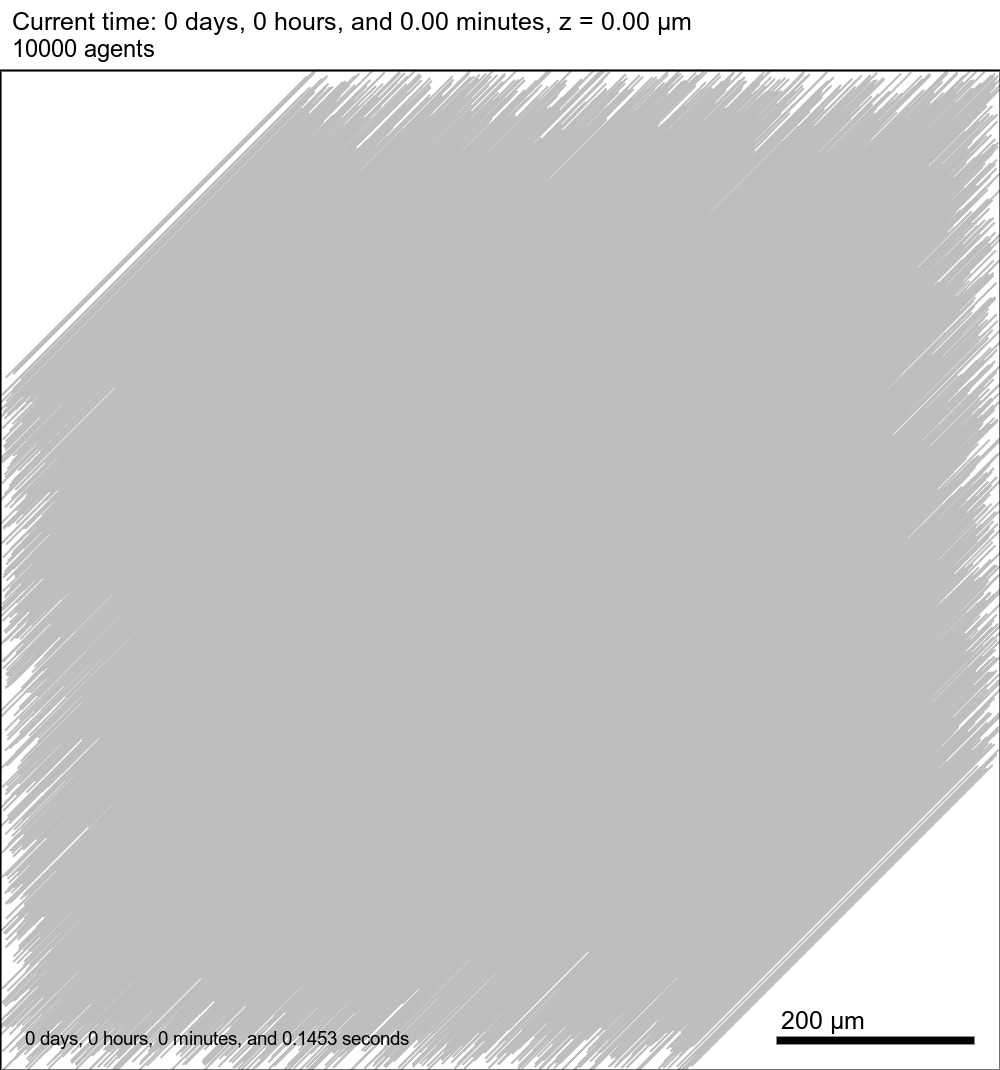 Current time: 0 days, 0 hours, and 0.00 minutes, z = 0.00 μm
10000 agents
200 μm
0 days, 0 hours, 0 minutes, and 0.1453 seconds